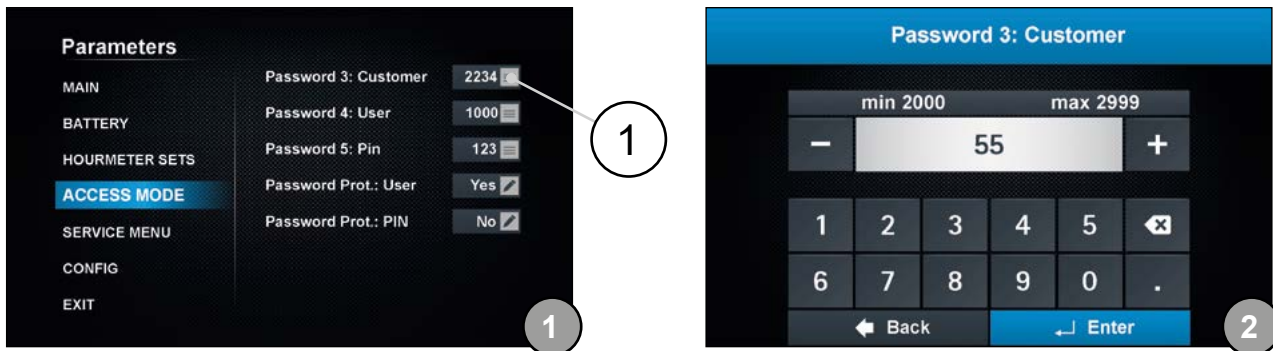 Parameters
MAIN
BATTERY
HOURMETER SETS
ACCESS MODE
SERVICE MENU
CONFIG
EXIT
Password 3: Customer 2234
Password 4: User 1000
Password 5: Pin 123
Password Prot.: User Yes
Password Prot.: PIN No
1
1
Password 3: Customer
min 2000 max 2999
− 55 +
1 2 3 4 5
6 7 8 9 0 .
Back Enter
2